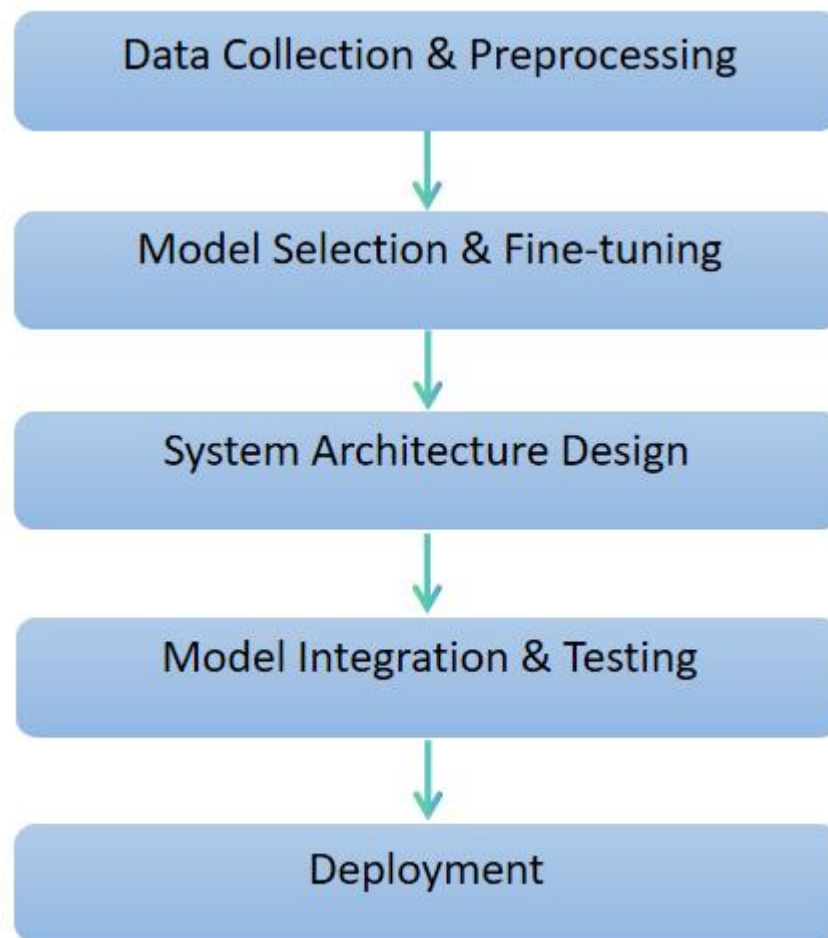 Data Collection & Preprocessing
Model Selection & Fine-tuning
System Architecture Design
Model Integration & Testing
Deployment